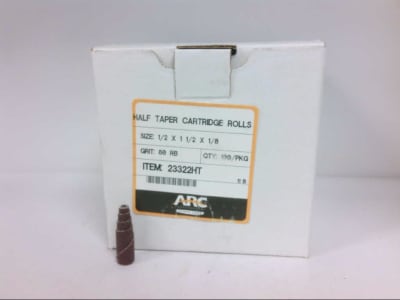 HALF TAPER CARTRIDGE ROLLS
SIZE: 1/2 X 1 1/2 X 1/8
GRIT: 60 RB QTY: 100/PKG
ITEM: 23322HT
ARC